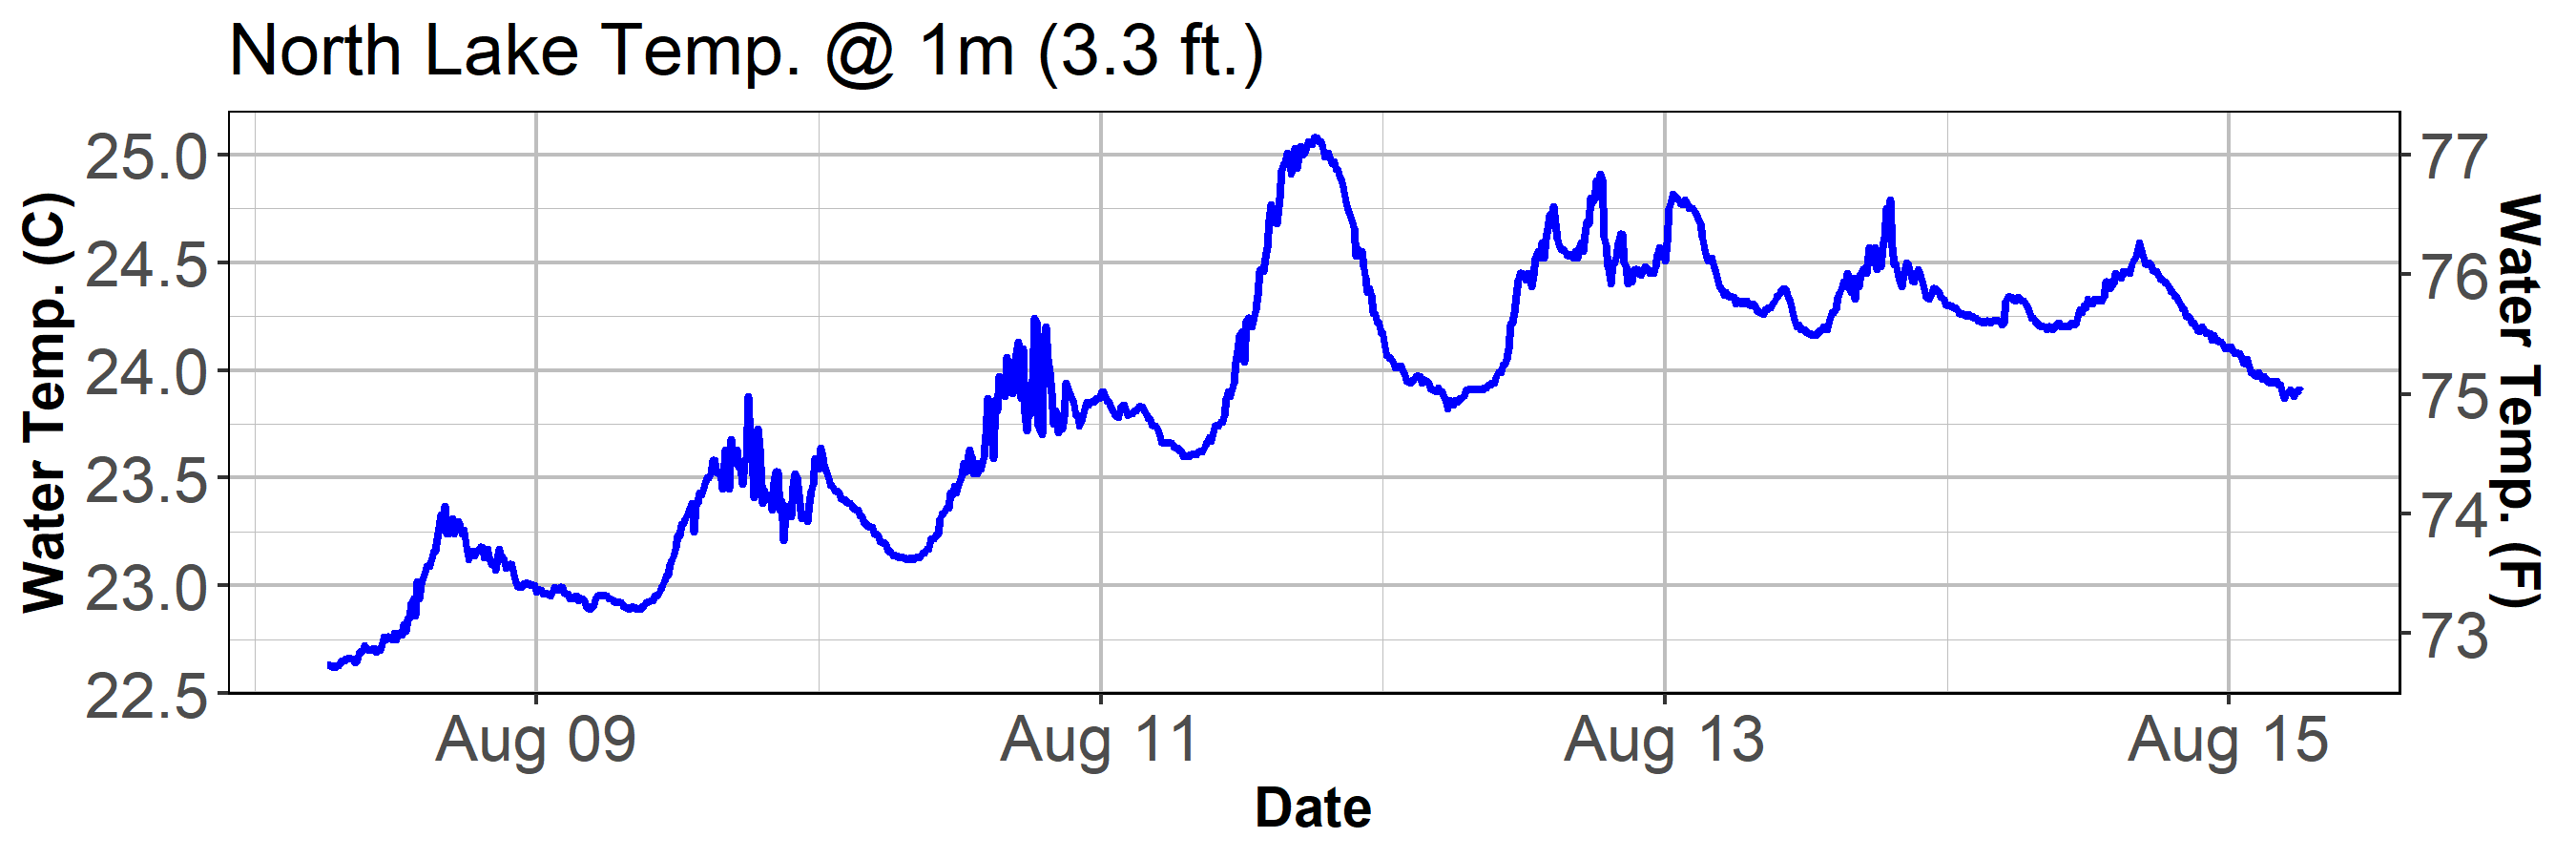 North Lake Temp. @ 1m (3.3 ft.)
Water Temp. (C)
25.0
24.5
24.0
23.5
23.0
22.5
77
76
75
74
73
Water Temp. (F)
Aug 09 Aug 11 Aug 13 Aug 15
Date